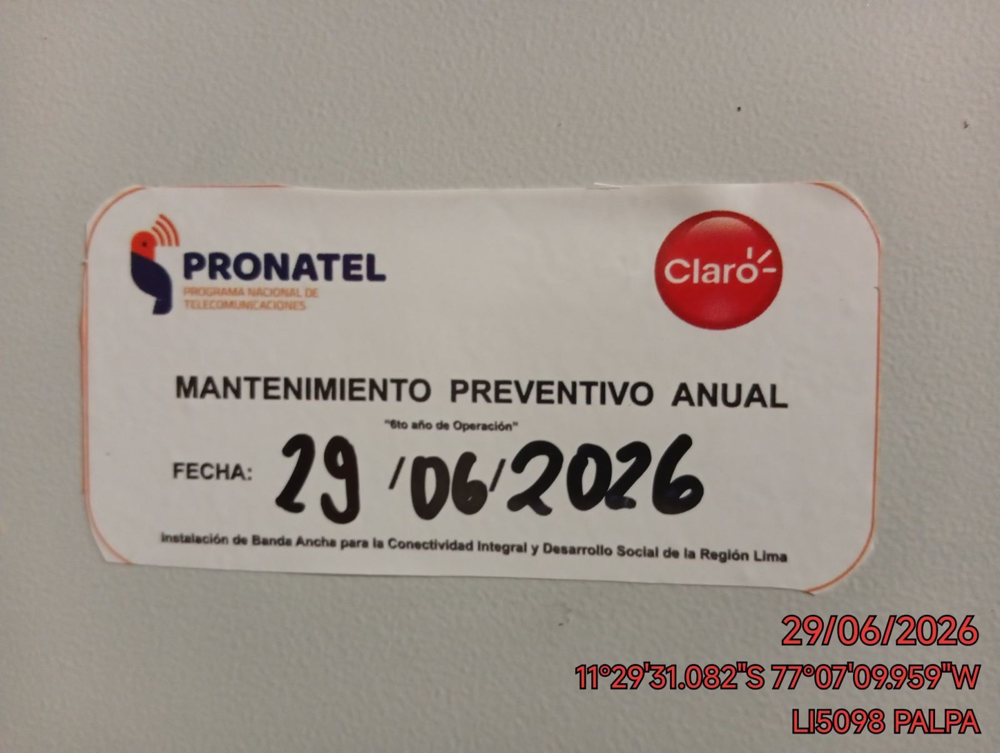 PRONATEL
PROGRAMA NACIONAL DE
TELECOMUNICACIONES
Claro
MANTENIMIENTO PREVENTIVO ANUAL
"6to año de Operación"
FECHA: 29/06/2026
Instalación de Banda Ancha para la Conectividad Integral y Desarrollo Social de la Región Lima
29/06/2026
11°29'31.082"S 77°07'09.959"W
LI5098 PALPA